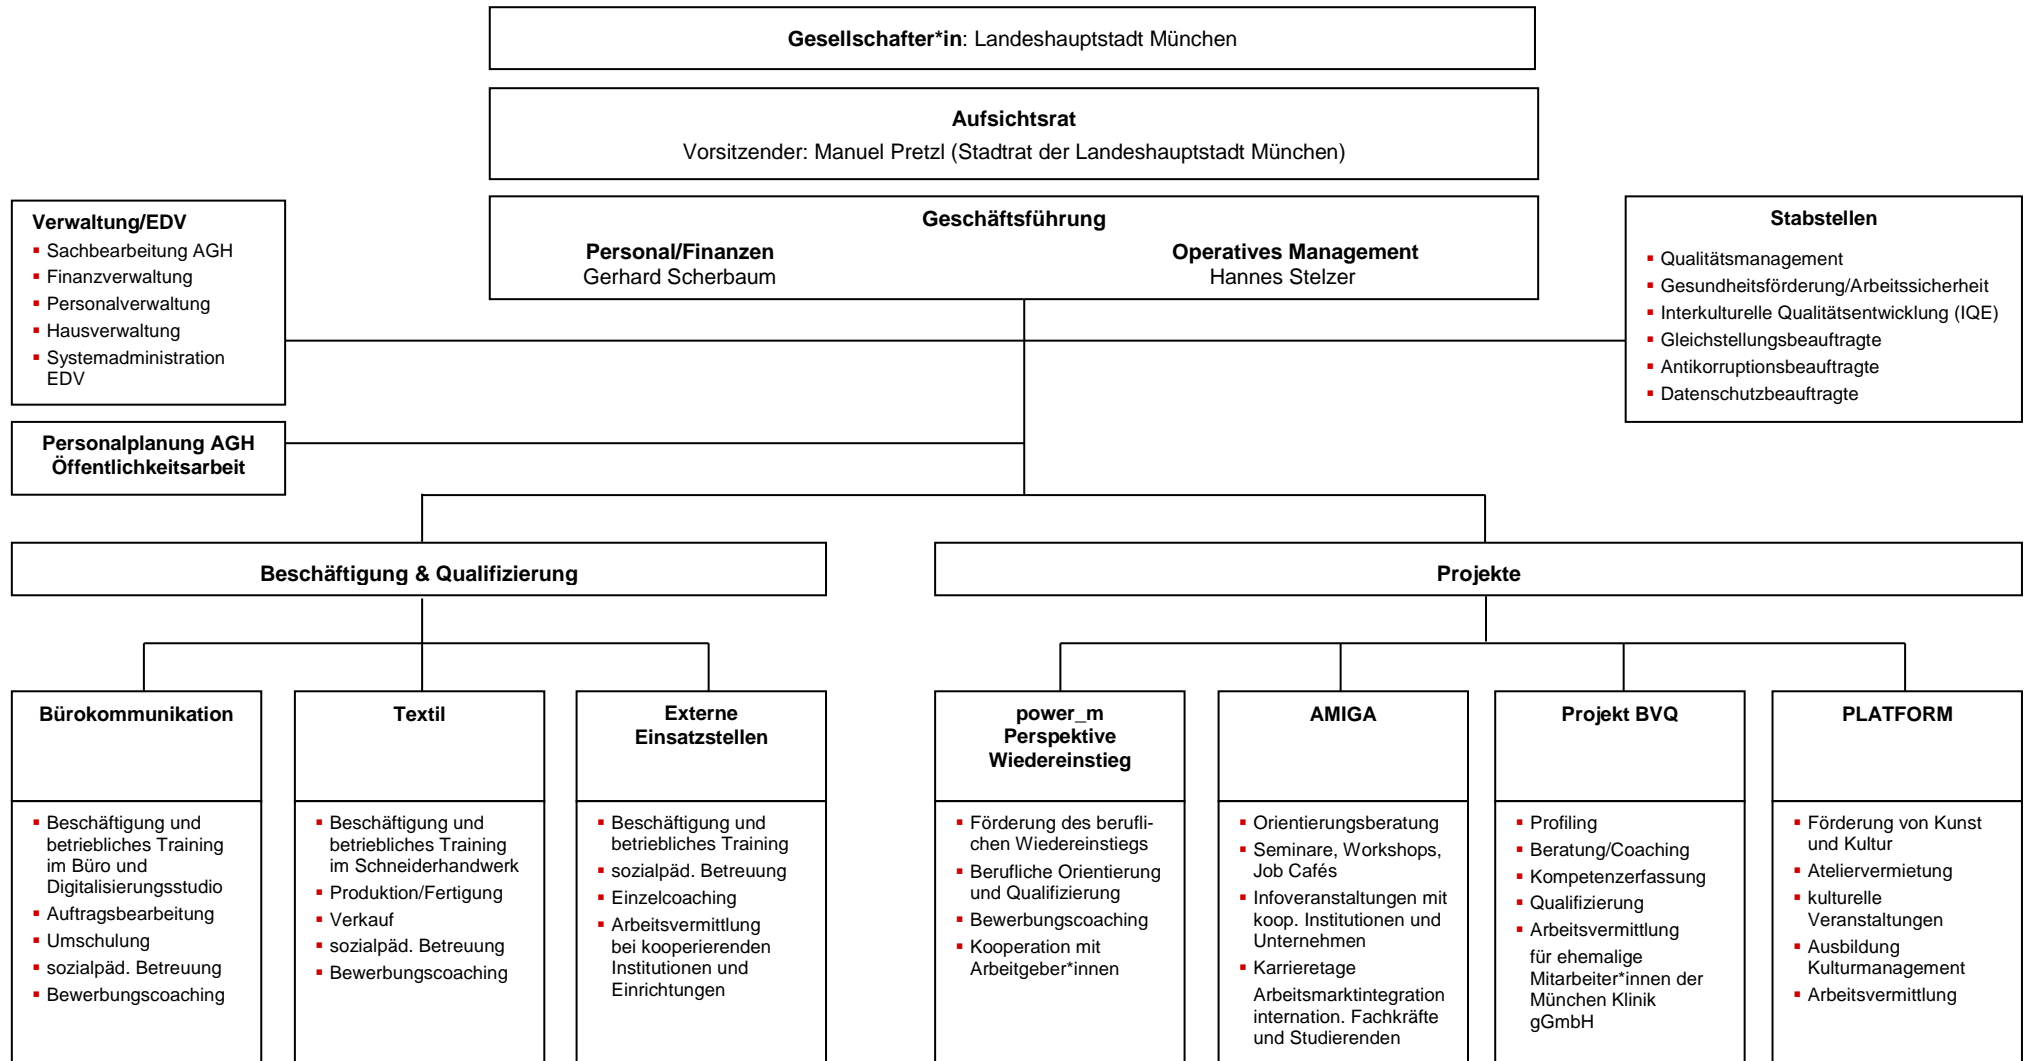 Gesellschafter*in: Landeshauptstadt München
Aufsichtsrat
Vorsitzender: Manuel Pretzl (Stadtrat der Landeshauptstadt München)
Geschäftsführung
Personal/Finanzen
Gerhard Scherbaum
Operatives Management
Hannes Stelzer
Verwaltung/EDV
▪ Sachbearbeitung AGH
▪ Finanzverwaltung
▪ Personalverwaltung
▪ Hausverwaltung
▪ Systemadministration
EDV
Stabstellen
▪ Qualitätsmanagement
▪ Gesundheitsförderung/Arbeitssicherheit
▪ Interkulturelle Qualitätsentwicklung (IQE)
▪ Gleichstellungsbeauftragte
▪ Antikorruptionsbeauftragte
▪ Datenschutzbeauftragte
Personalplanung AGH
Öffentlichkeitsarbeit
Beschäftigung & Qualifizierung
Projekte
Bürokommunikation
▪ Beschäftigung und
betriebliches Training
im Büro und
Digitalisierungsstudio
▪ Auftragsbearbeitung
▪ Umschulung
▪ sozialpäd. Betreuung
▪ Bewerbungscoaching
Textil
▪ Beschäftigung und
betriebliches Training
im Schneiderhandwerk
▪ Produktion/Fertigung
▪ Verkauf
▪ sozialpäd. Betreuung
▪ Bewerbungscoaching
Externe
Einsatzstellen
▪ Beschäftigung und
betriebliches Training
▪ sozialpäd. Betreuung
▪ Einzelcoaching
▪ Arbeitsvermittlung
bei kooperierenden
Institutionen und
Einrichtungen
power_m
Perspektive
Wiedereinstieg
▪ Förderung des berufli-
chen Wiedereinstiegs
▪ Berufliche Orientierung
und Qualifizierung
▪ Bewerbungscoaching
▪ Kooperation mit
Arbeitgeber*innen
AMIGA
▪ Orientierungsberatung
▪ Seminare, Workshops,
Job Cafés
▪ Infoveranstaltungen mit
koop. Institutionen und
Unternehmen
▪ Karrieretage
Arbeitsmarktintegration
internation. Fachkräfte
und Studierenden
Projekt BVQ
▪ Profiling
▪ Beratung/Coaching
▪ Kompetenzerfassung
▪ Qualifizierung
▪ Arbeitsvermittlung
für ehemalige
Mitarbeiter*innen der
München Klinik
gGmbH
PLATFORM
▪ Förderung von Kunst
und Kultur
▪ Ateliervermietung
▪ kulturelle
Veranstaltungen
▪ Ausbildung
Kulturmanagement
▪ Arbeitsvermittlung